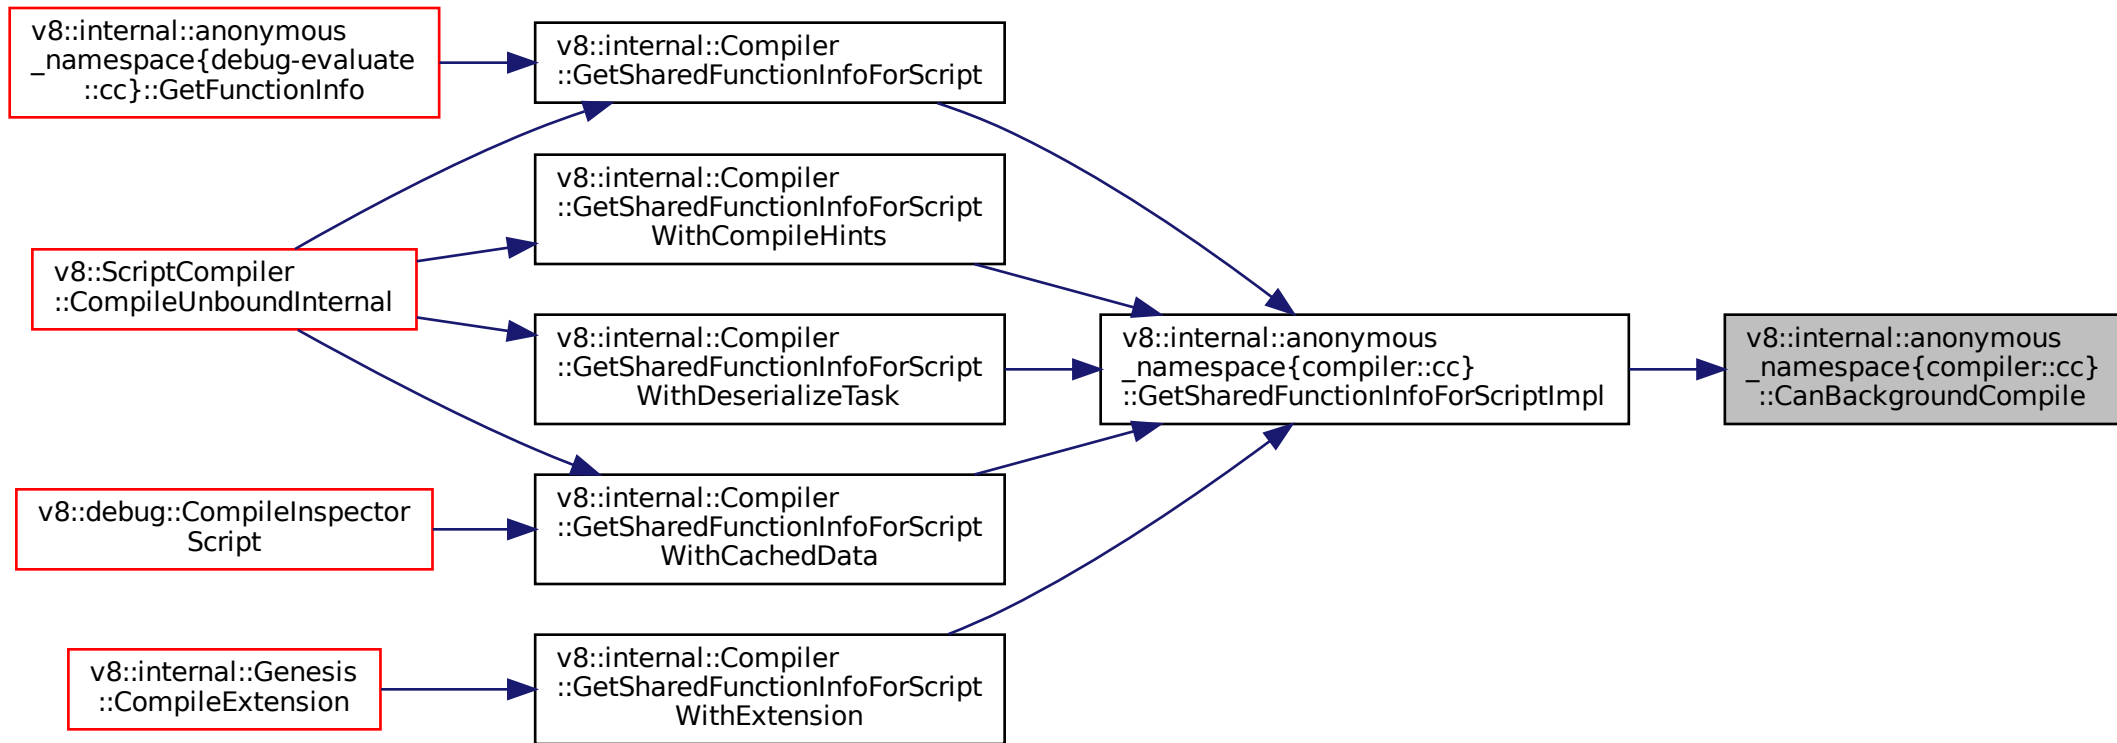 v8::internal::anonymous
_namespace{debug-evaluate
::cc}::GetFunctionInfo
v8::ScriptCompiler
::CompileUnboundInternal
v8::debug::CompileInspector
Script
v8::internal::Genesis
::CompileExtension
v8::internal::Compiler
::GetSharedFunctionInfoForScript
v8::internal::Compiler
::GetSharedFunctionInfoForScript
WithCompileHints
v8::internal::Compiler
::GetSharedFunctionInfoForScript
WithDeserializeTask
v8::internal::Compiler
::GetSharedFunctionInfoForScript
WithCachedData
v8::internal::Compiler
::GetSharedFunctionInfoForScript
WithExtension
v8::internal::anonymous
_namespace{compiler::cc}
::GetSharedFunctionInfoForScriptImpl
v8::internal::anonymous
_namespace{compiler::cc}
::CanBackgroundCompile